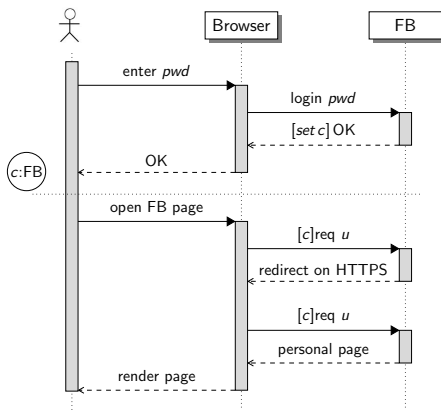 Browser
FB
enter pwd
login pwd
[set c] OK
OK
c:FB
open FB page
[c]req u
redirect on HTTPS
[c]req u
personal page
render page